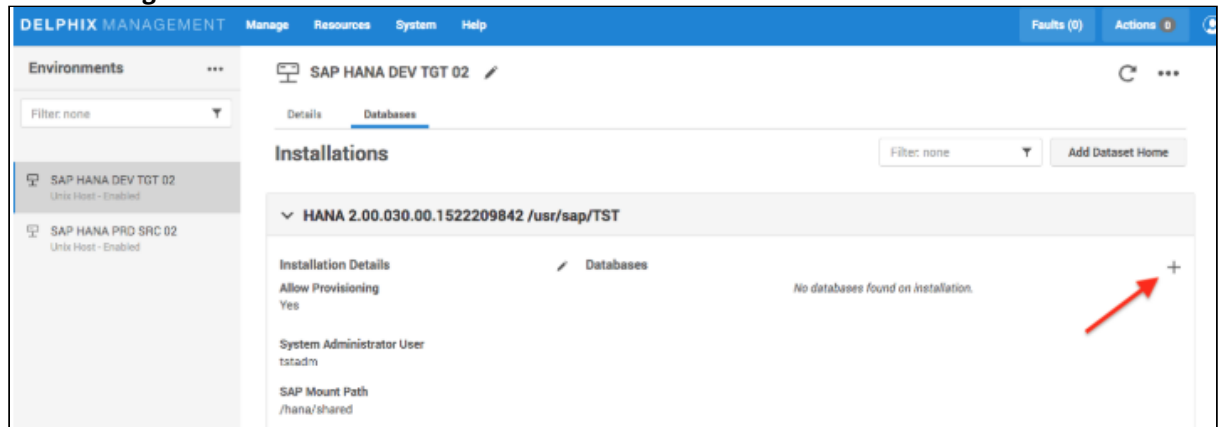 DELPHIX MANAGEMENT Manage Resources System Help Faults (0) Actions 0
Environments ...
SAP HANA DEV TGT 02
...
Filter: none
Details Databases
Installations
Filter: none
Add Dataset Home
SAP HANA DEV TGT 02
Unix Host - Enabled
SAP HANA PRO SRC 02
Unix Host - Enabled
HANA 2.00.030.00.1522209842 /usr/sap/TST
Installation Details
Databases
Allow Provisioning
Yes
No databases found on installation.
System Administrator User
tstadm
SAP Mount Path
/hana/shared